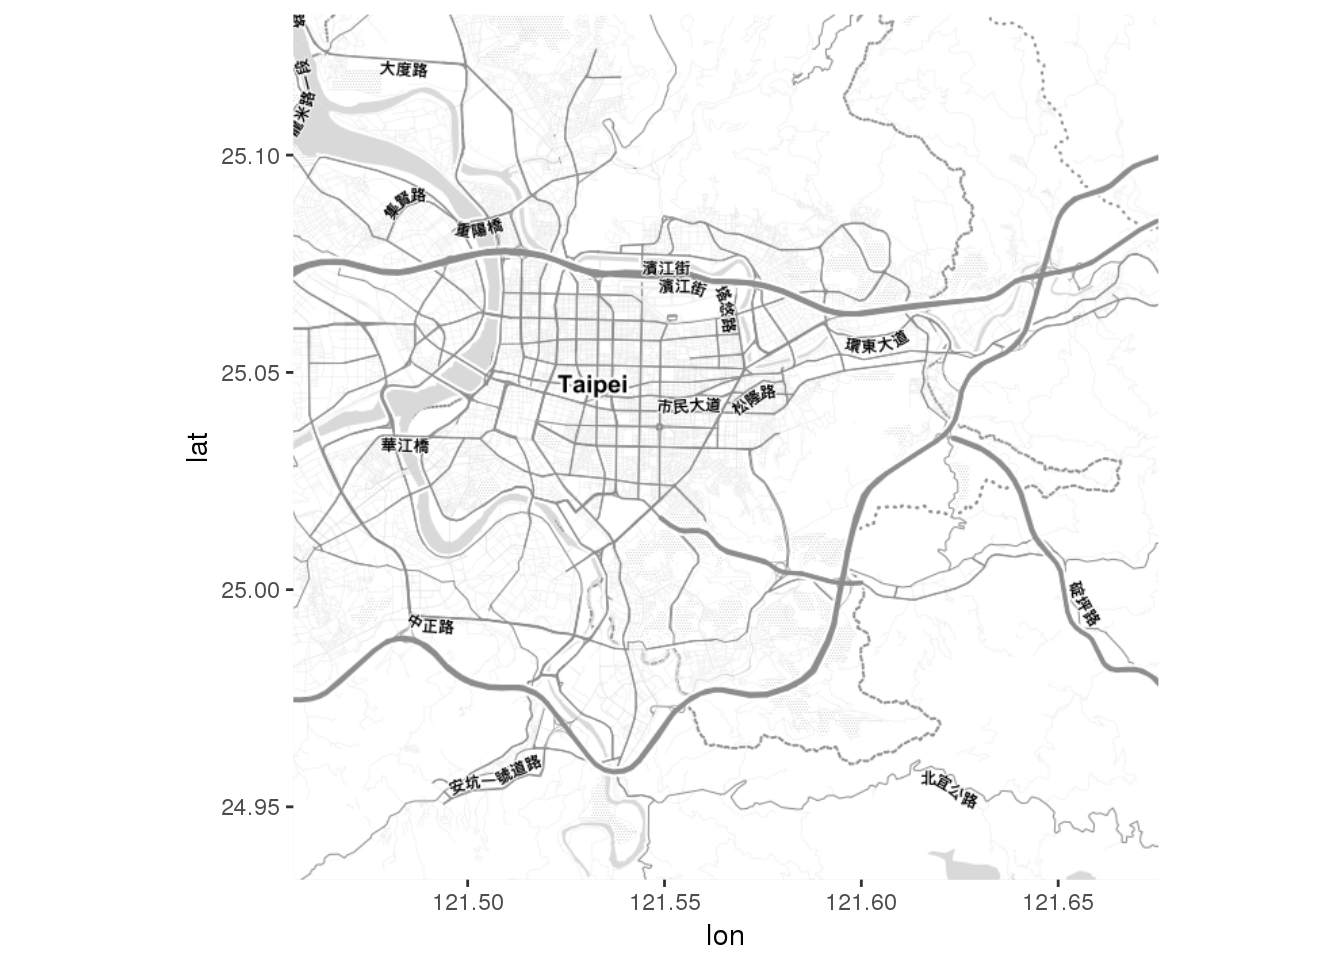 大度路
龍米路一段
25.10
集賢路
重陽橋
濱江街
濱江街
塔悠路
環東大道
25.05
Taipei
市民大道
松隆路
lat
華江橋
25.00
中正路
碇坪路
安坑一號道路
北宜公路
24.95
121.50
121.55
121.60
121.65
lon